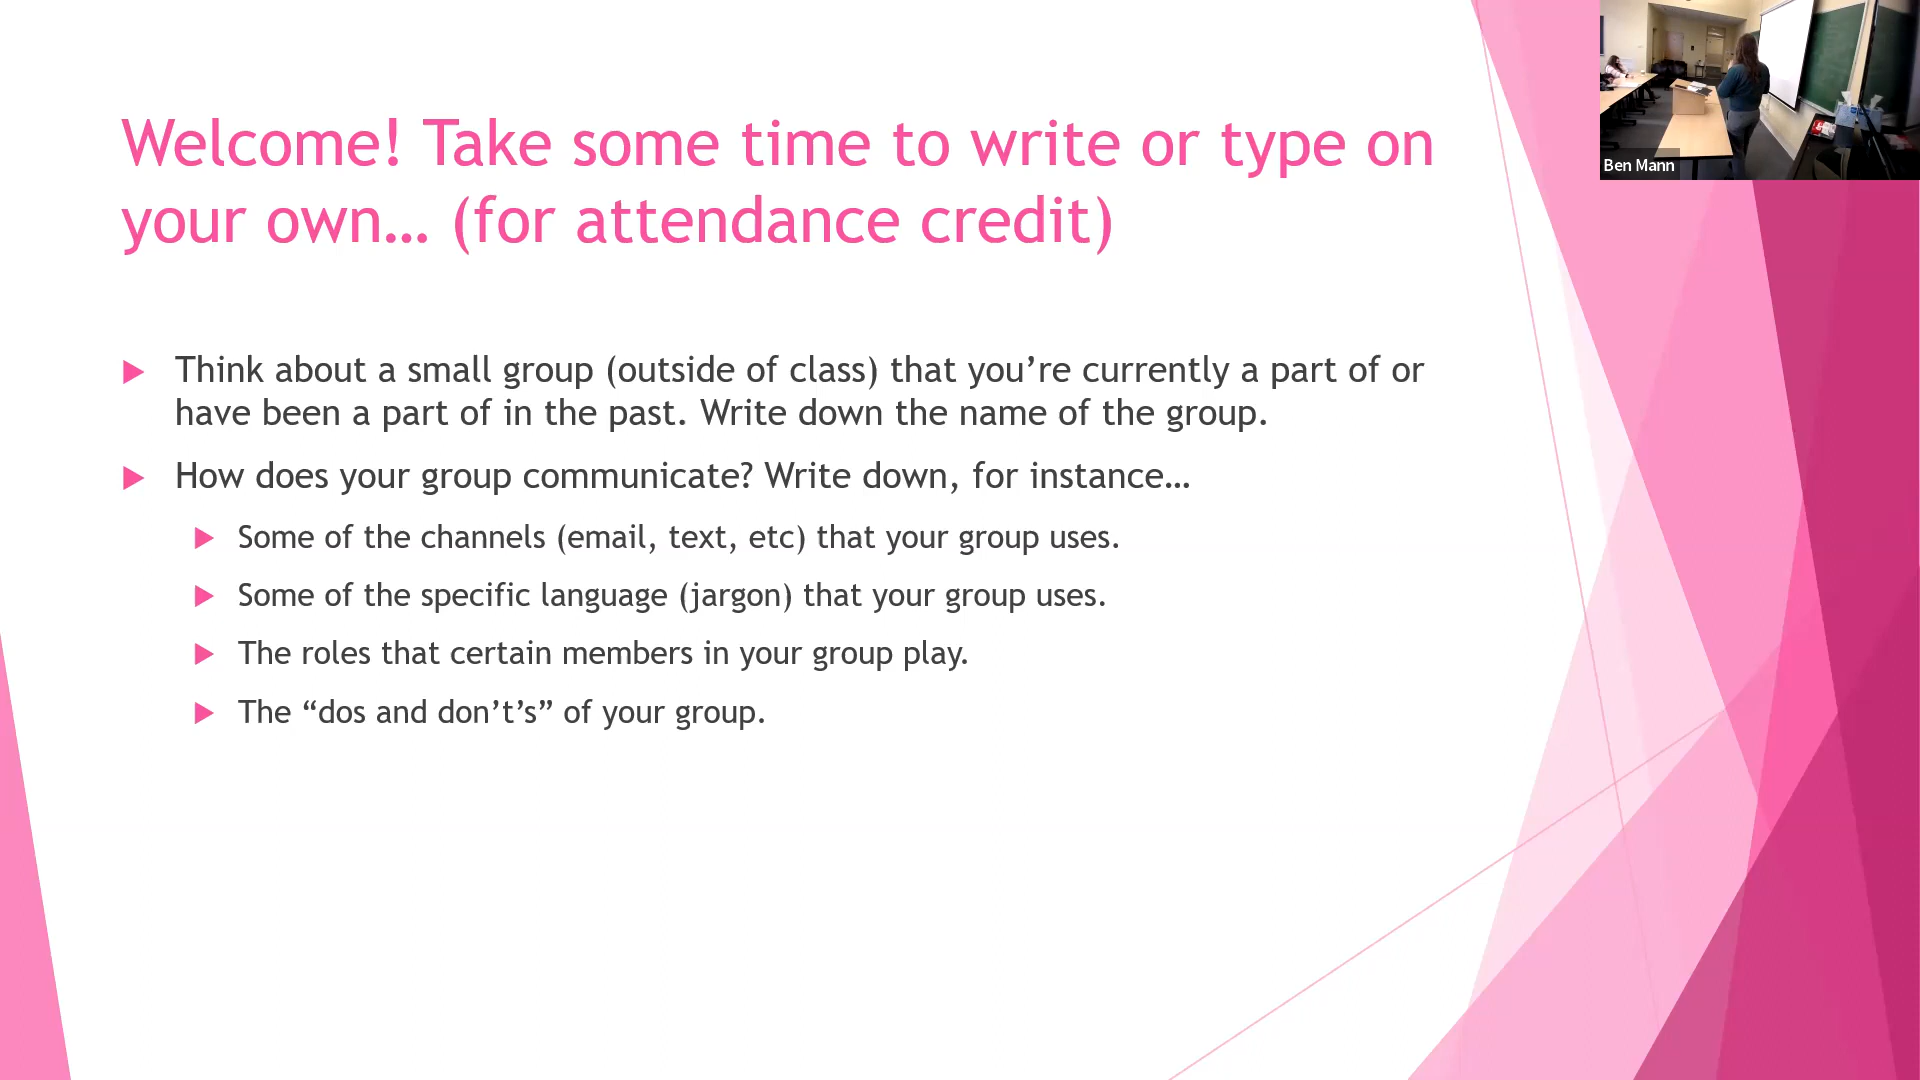 Welcome! Take some time to write or type on
your own… (for attendance credit)
Think about a small group (outside of class) that you’re currently a part of or
have been a part of in the past. Write down the name of the group.
How does your group communicate? Write down, for instance…
Some of the channels (email, text, etc) that your group uses.
Some of the specific language (jargon) that your group uses.
The roles that certain members in your group play.
The “dos and don’t’s” of your group.
Ben Mann